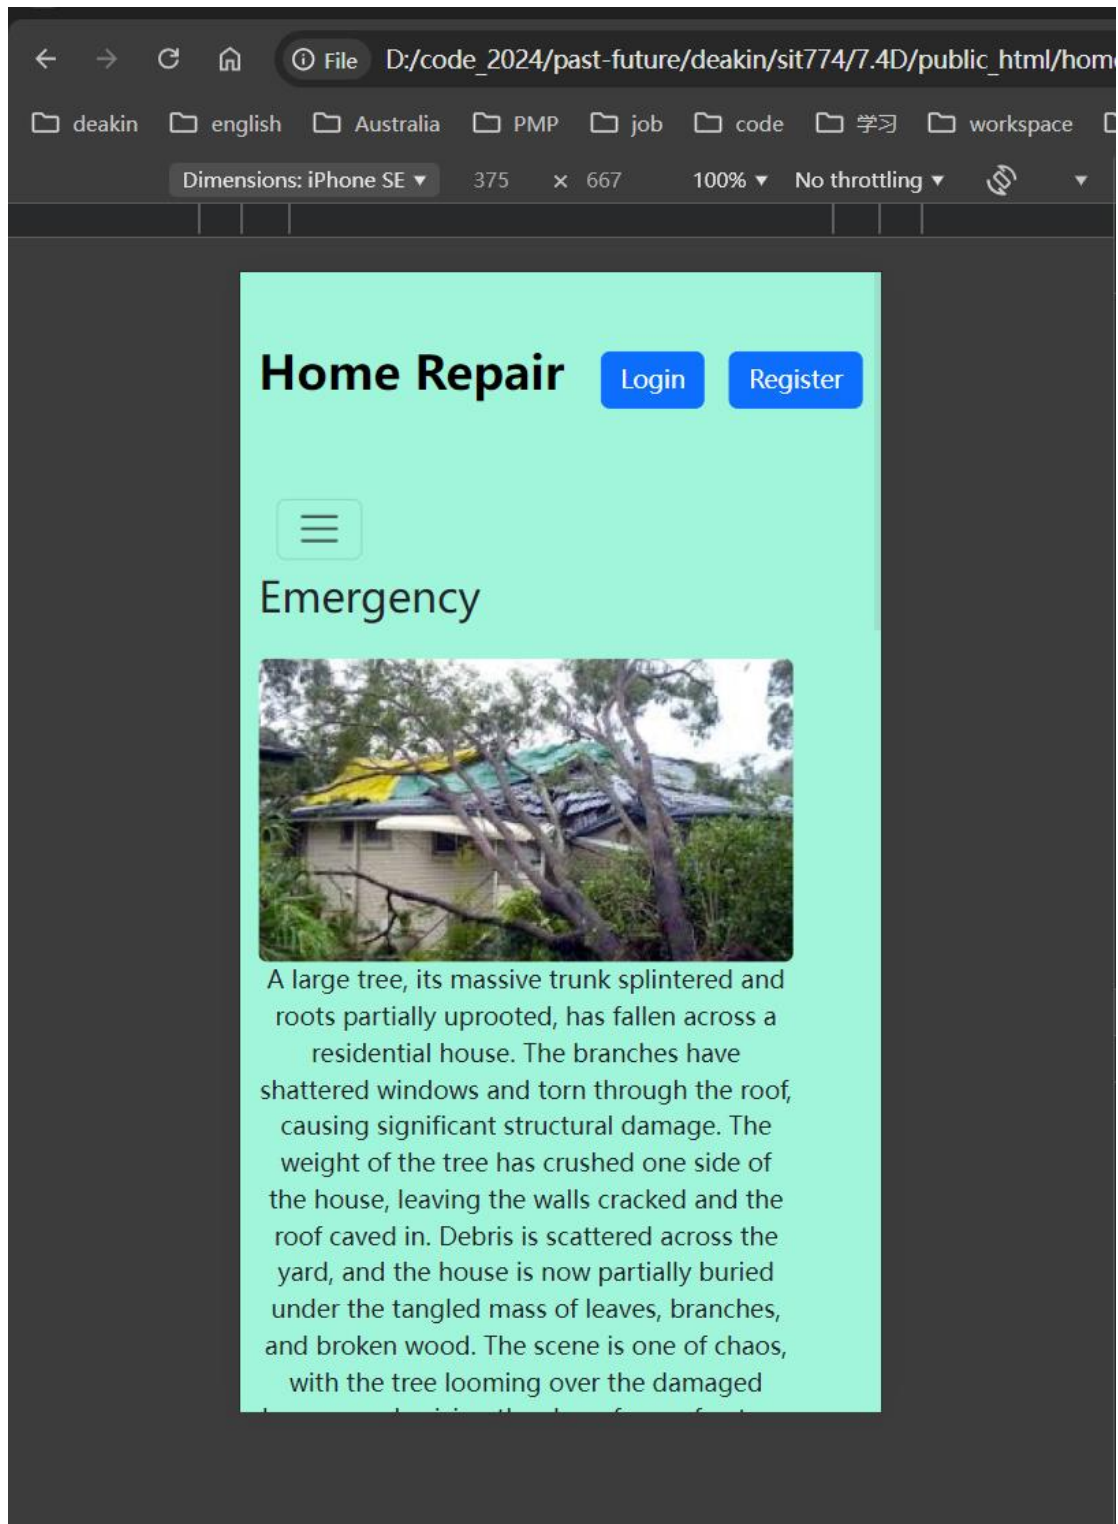 File D:/code_2024/past-future/deakin/sit774/7.4D/public_html/home
deakin english Australia PMP job code 学习 workspace
Dimensions: iPhone SE 375 × 667 100% No throttling
Home Repair Login Register
Emergency
A large tree, its massive trunk splintered and
roots partially uprooted, has fallen across a
residential house. The branches have
shattered windows and torn through the roof,
causing significant structural damage. The
weight of the tree has crushed one side of
the house, leaving the walls cracked and the
roof caved in. Debris is scattered across the
yard, and the house is now partially buried
under the tangled mass of leaves, branches,
and broken wood. The scene is one of chaos,
with the tree looming over the damaged